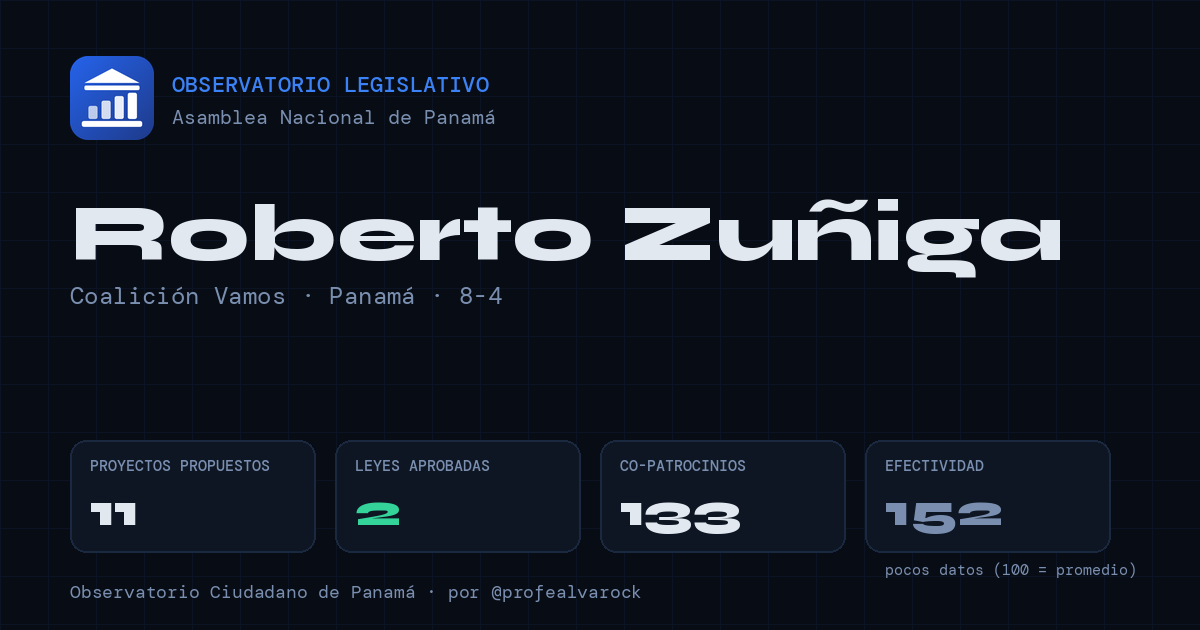 OBSERVATORIO LEGISLATIVO
Asamblea Nacional de Panamá
Roberto Zuñiga
Coalición Vamos · Panamá · 8-4
PROYECTOS PROPUESTOS
11
LEYES APROBADAS
2
CO-PATROCINIOS
133
EFECTIVIDAD
152
pocos datos (100 = promedio)
Observatorio Ciudadano de Panamá · por @profealvarock